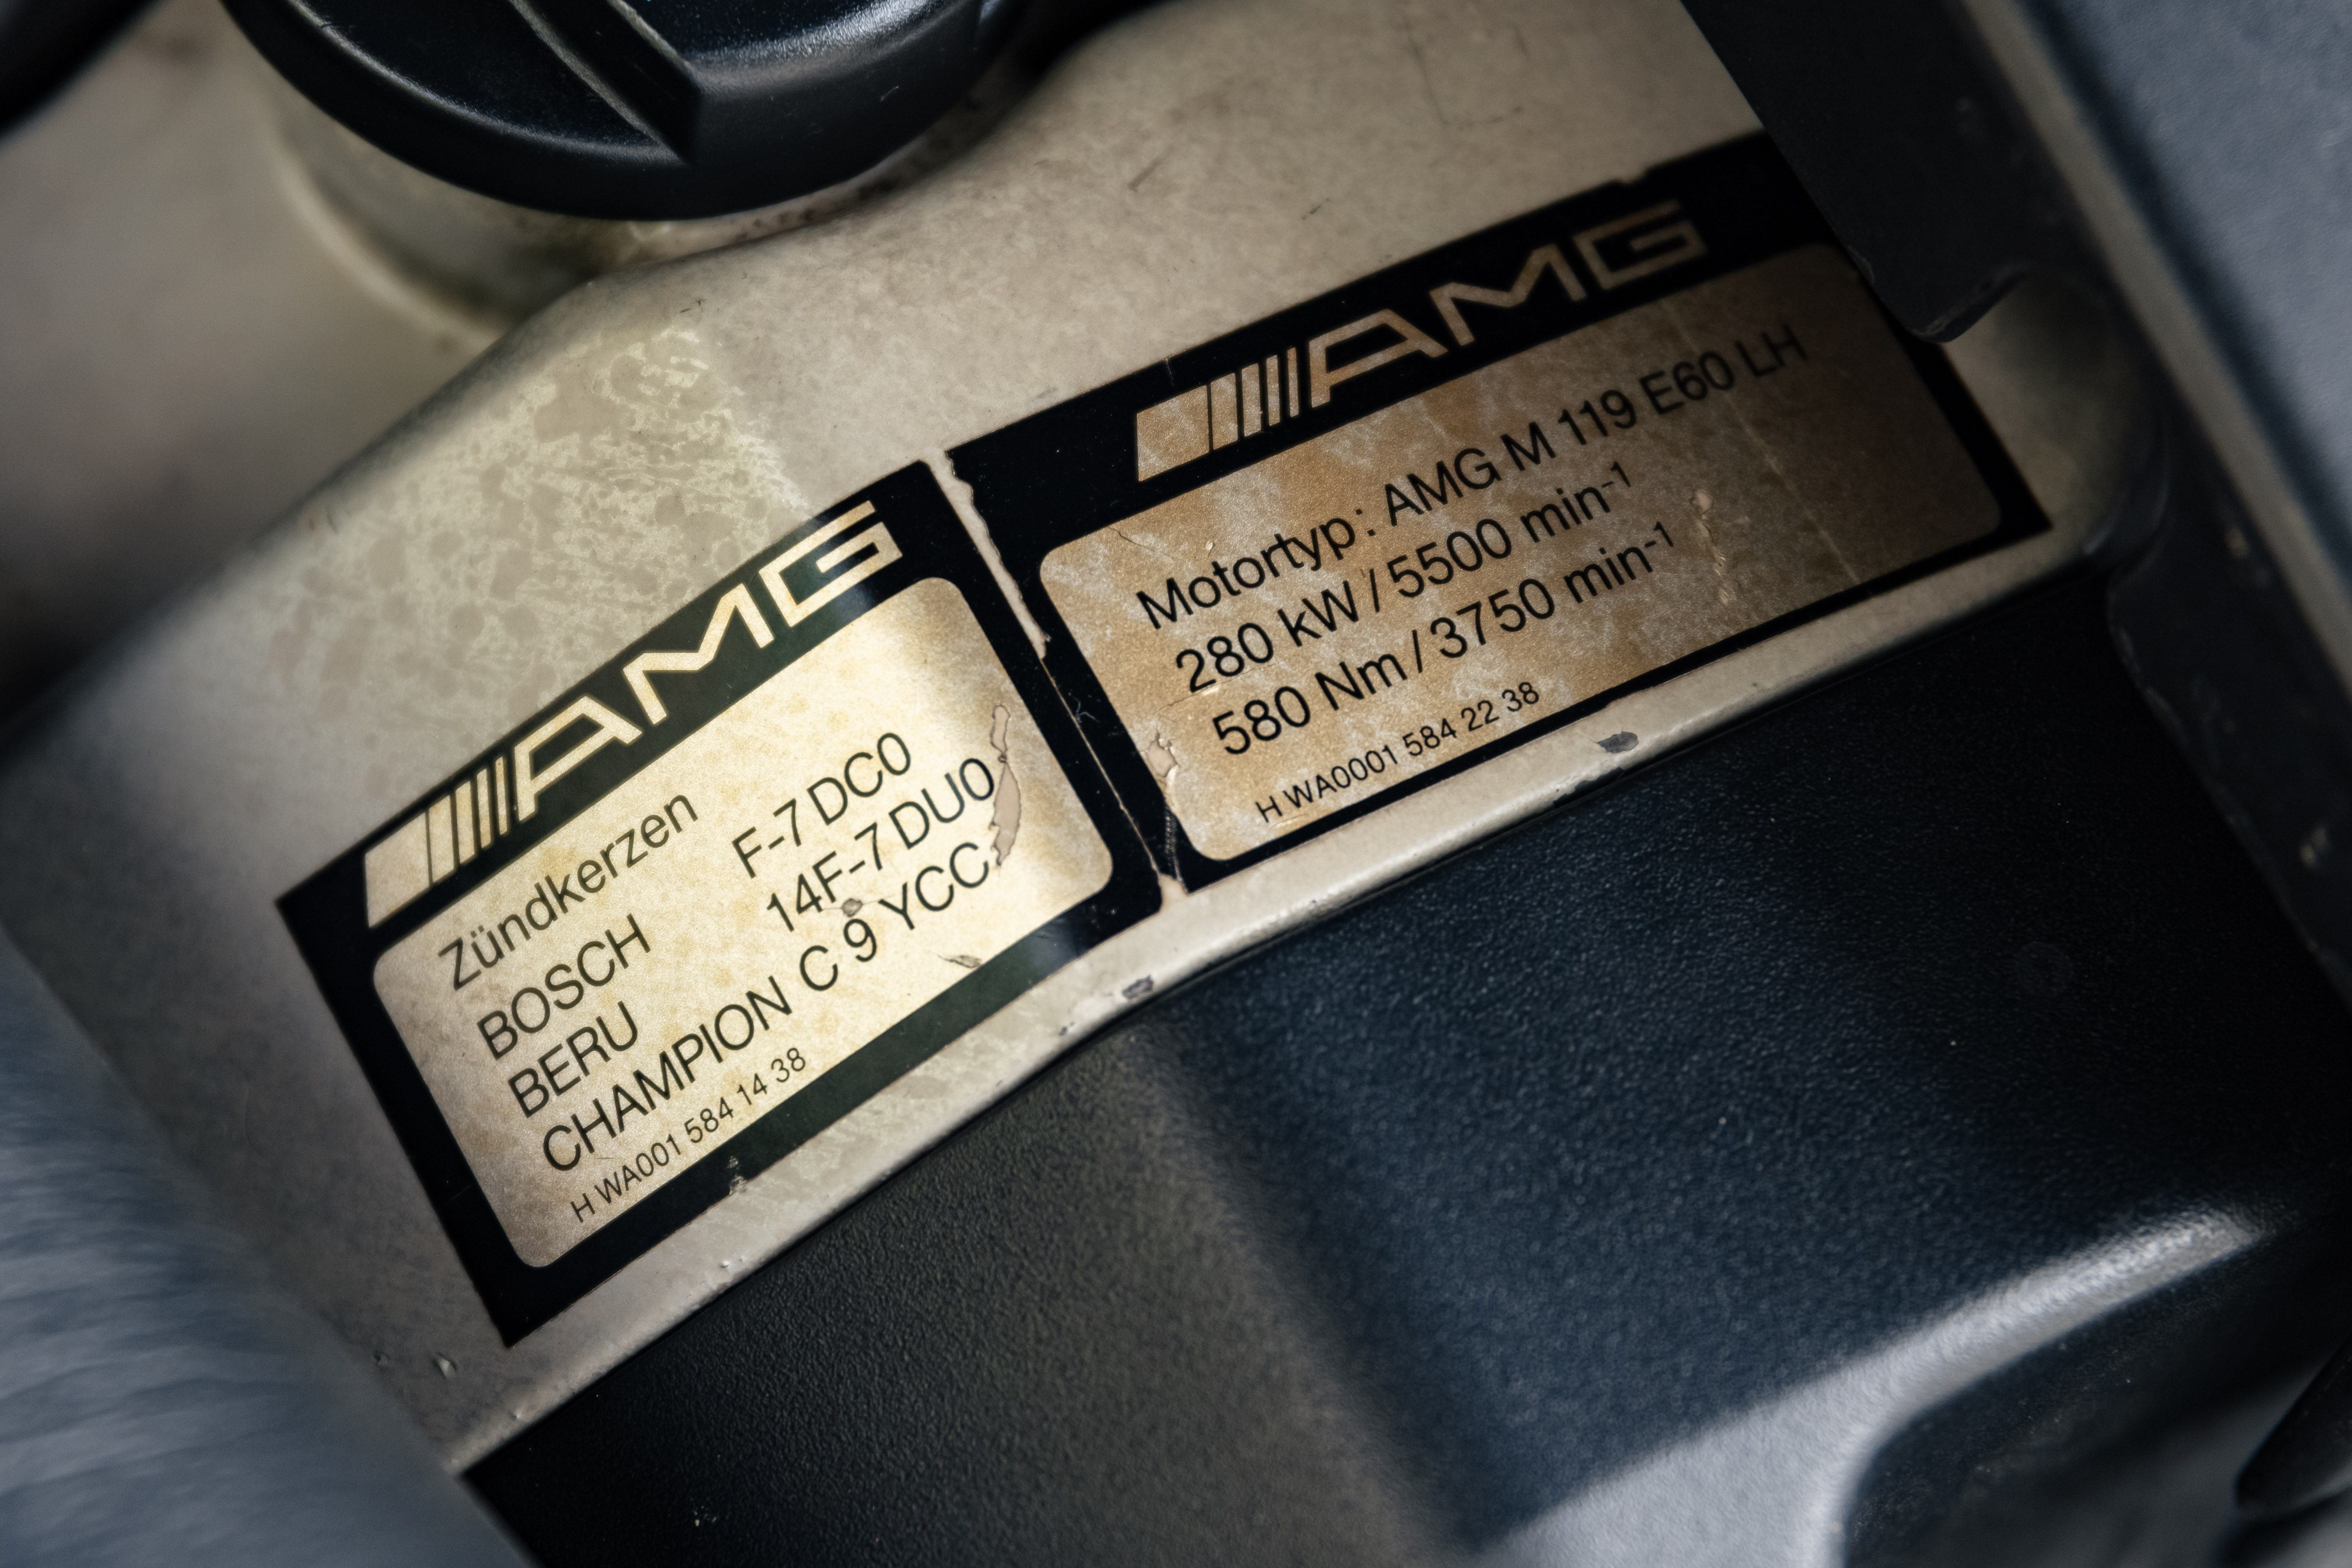 AMG
Zündkerzen
BOSCH F-7 DC0
BERU 14F-7 DU0
CHAMPION C 9 YCC
H WA001 584 14 38
AMG
Motortyp: AMG M 119 E60 LH
280 kW / 5500 min⁻¹
580 Nm / 3750 min⁻¹
H WA0001 584 22 38